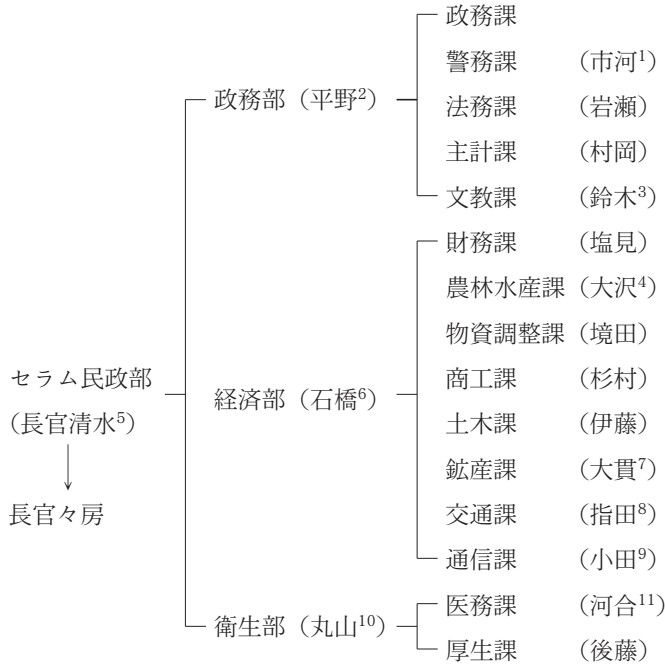 政務課
警務課 (市河1)
政務部 (平野2)
法務課 (岩瀬)
主計課 (村岡)
文教課 (鈴木3)
財務課 (塩見)
農林水産課 (大沢4)
物資調整課 (境田)
セラム民政部
(長官清水5)
長官々房
経済部 (石橋6)
商工課 (杉村)
土木課 (伊藤)
鉱産課 (大貫7)
交通課 (指田8)
通信課 (小田9)
衛生部 (丸山10)
医務課 (河合11)
厚生課 (後藤)